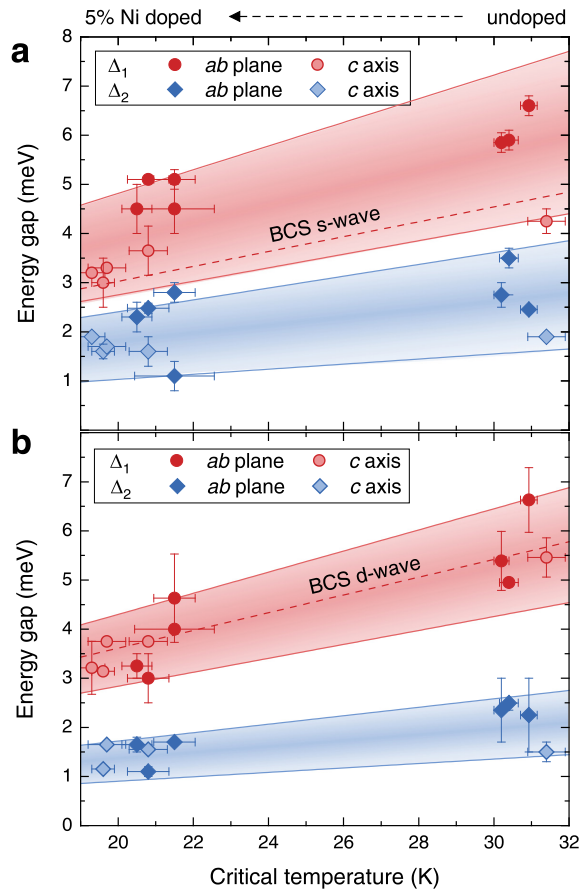 5% Ni doped undoped
a
8
Δ1 ab plane c axis
Δ2 ab plane c axis
7
6
5
BCS s-wave
4
3
2
1
Energy gap (meV)
b
Δ1 ab plane c axis
Δ2 ab plane c axis
7
6
BCS d-wave
5
4
3
2
1
0
Energy gap (meV)
20 22 24 26 28 30 32
Critical temperature (K)